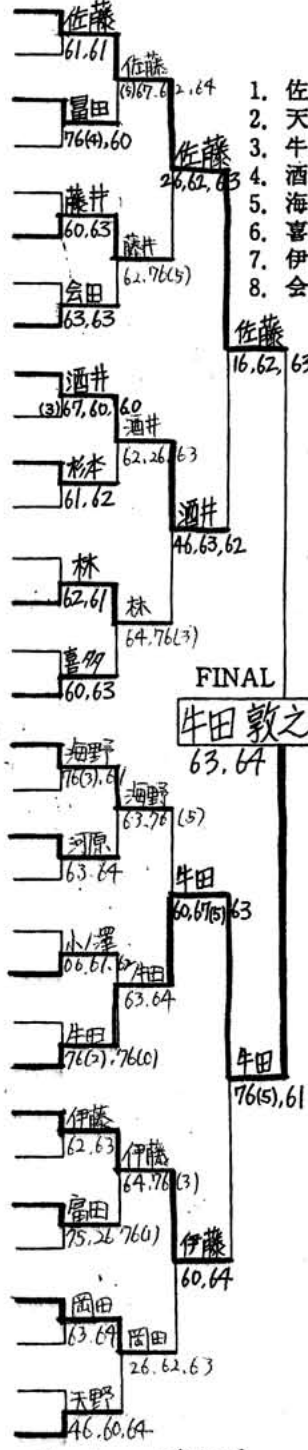 佐藤
61,61
佐藤
(5)67.6 2,64
冨田
76(4),60
佐藤
26,62,63
藤井
60,63
藤井
62,76(5)
会田
63,63
佐藤
16,62,63
酒井
(3)67,60,60
酒井
62,26,63
杉本
61,62
酒井
46,63,62
林
62,61
林
64,76(3)
喜多
60,63
1. 佐
2. 天
3. 牛
4. 酒
5. 海
6. 喜
7. 伊
8. 会
FINAL
牛田 敦之
63,64
海野
76(3),61
海野
63,76(5)
河原
63.64
牛田
60,67(5)63
小ノ澤
06,61,62
牛田
63.64
牛田
76(2),76(0)
牛田
76(5),61
伊藤
62,63
伊藤
64,76(3)
富田
75,26,76(1)
伊藤
60,64
岡田
63,64
岡田
26,62,63
天野
46,60,64